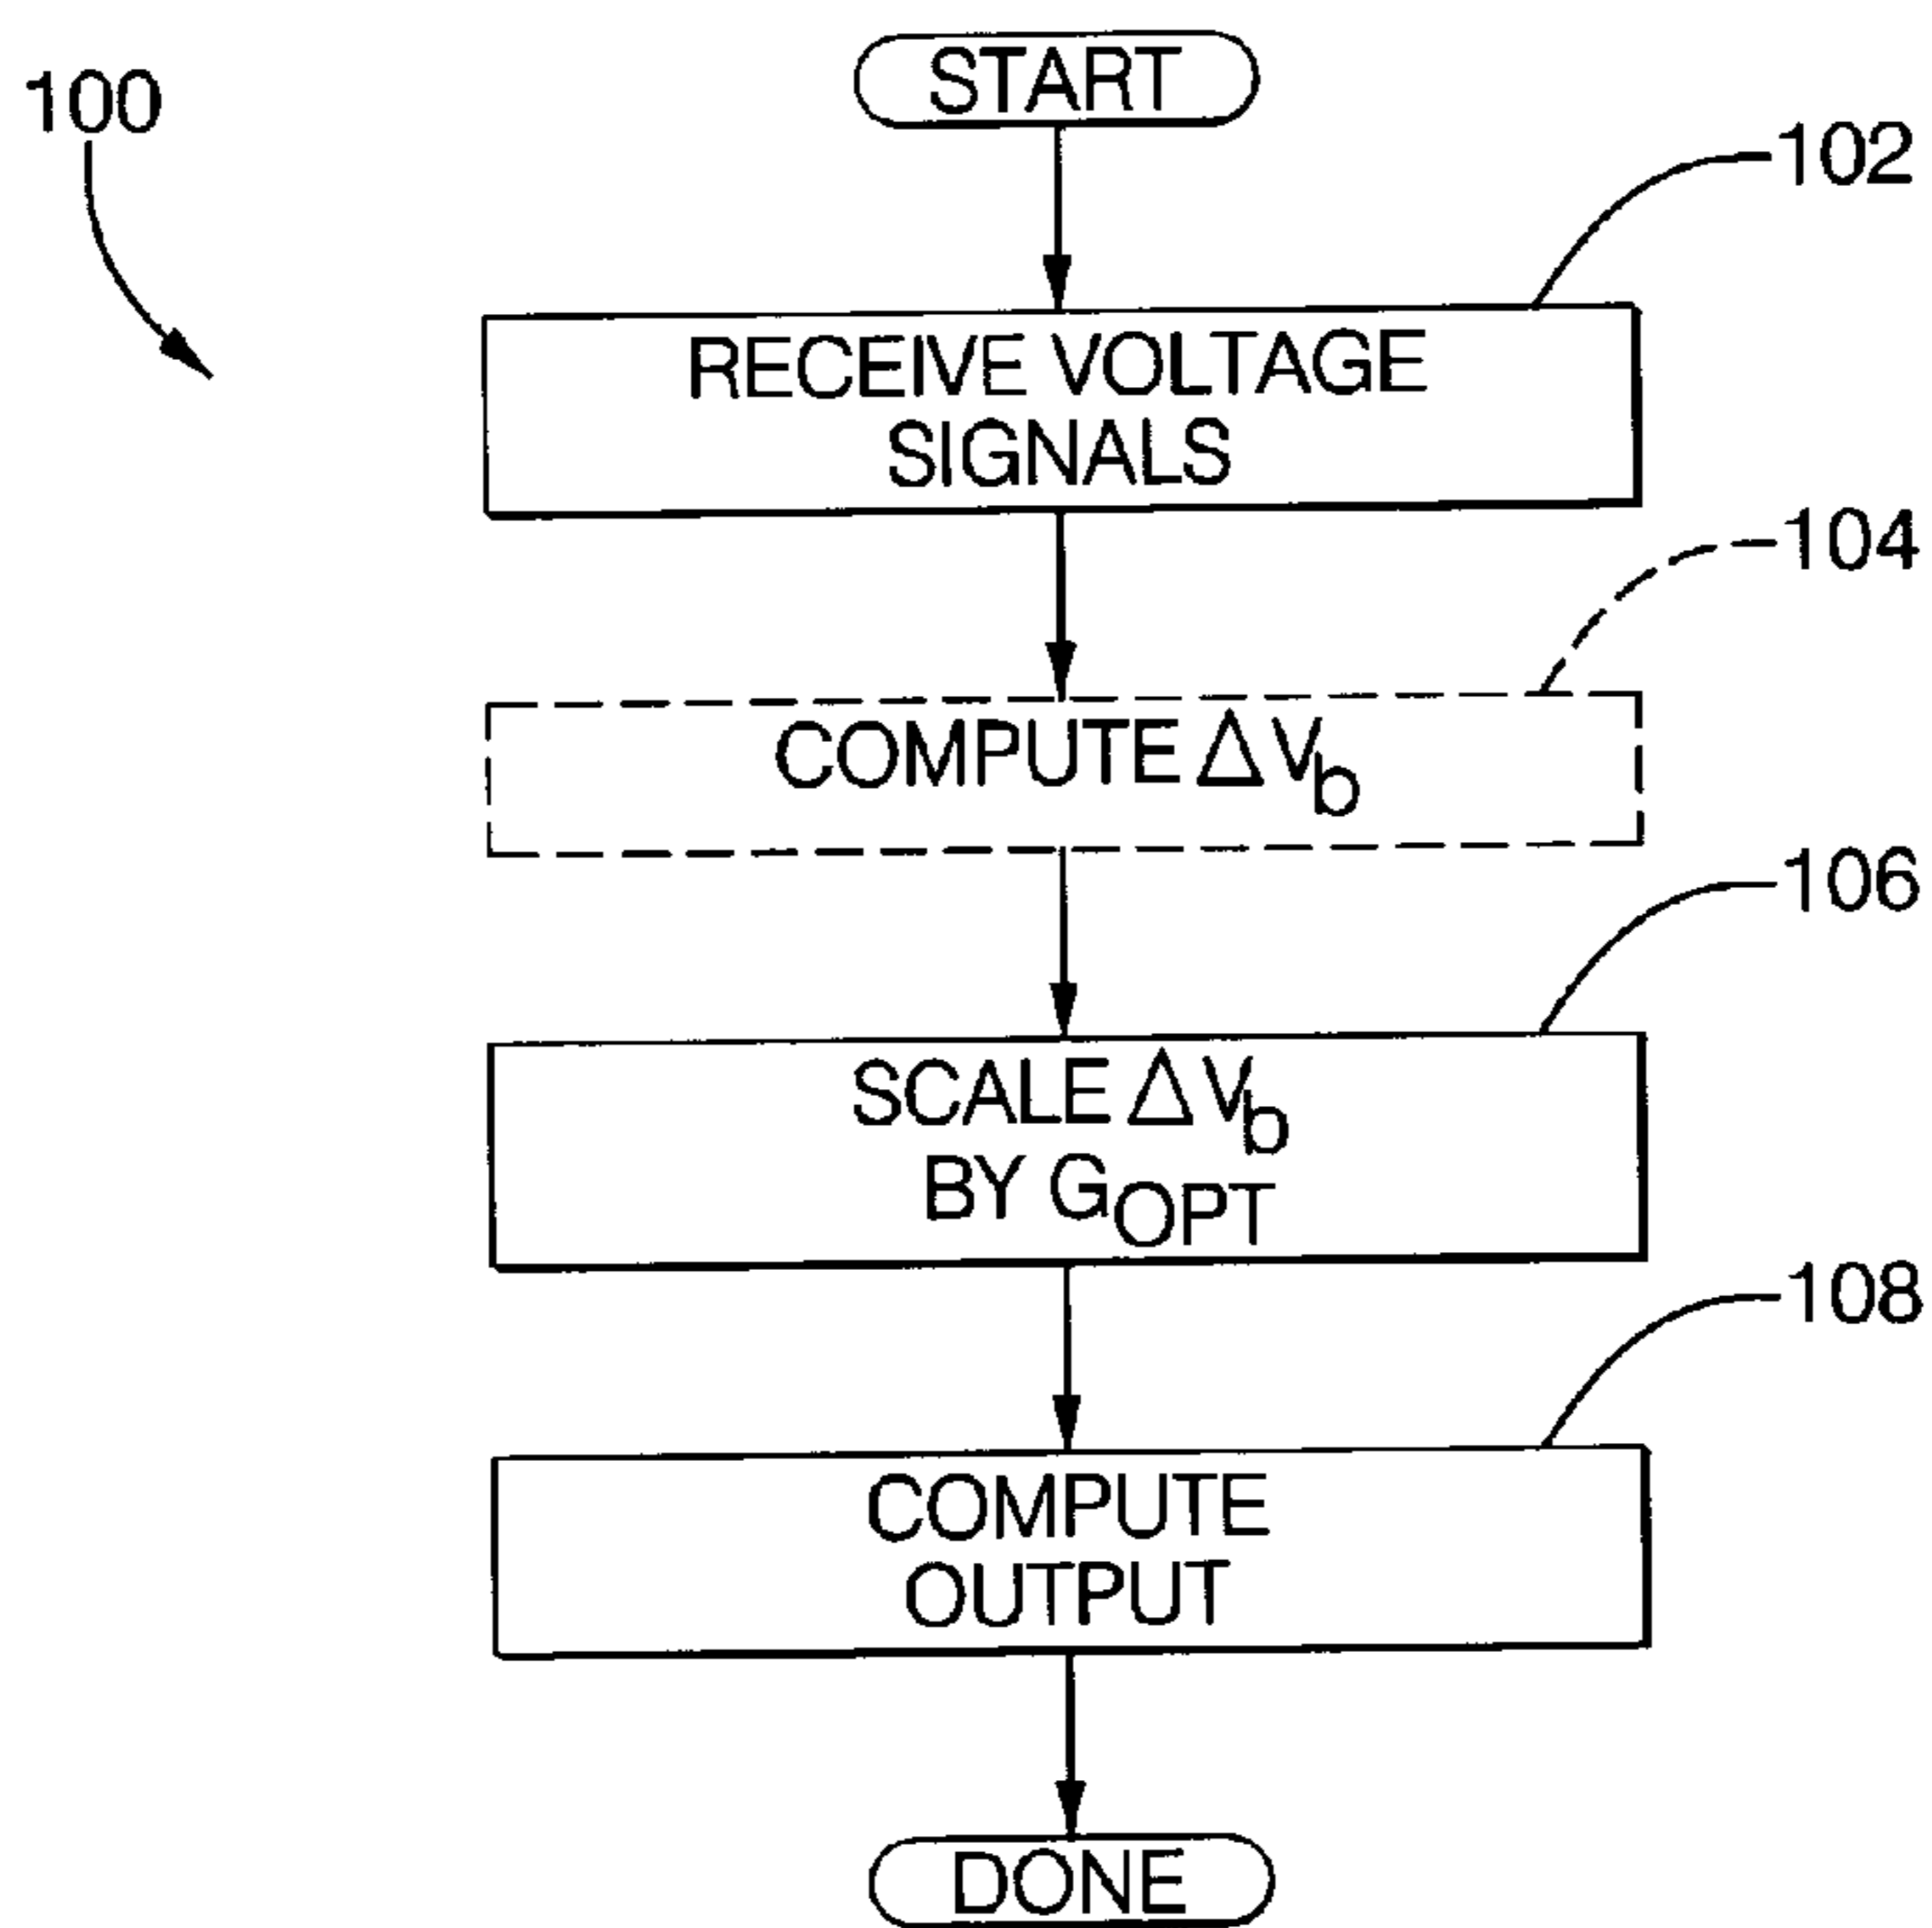 100
START
102
RECEIVE VOLTAGE
SIGNALS
104
COMPUTE ΔVb
106
SCALE ΔVb
BY GOPT
108
COMPUTE
OUTPUT
DONE